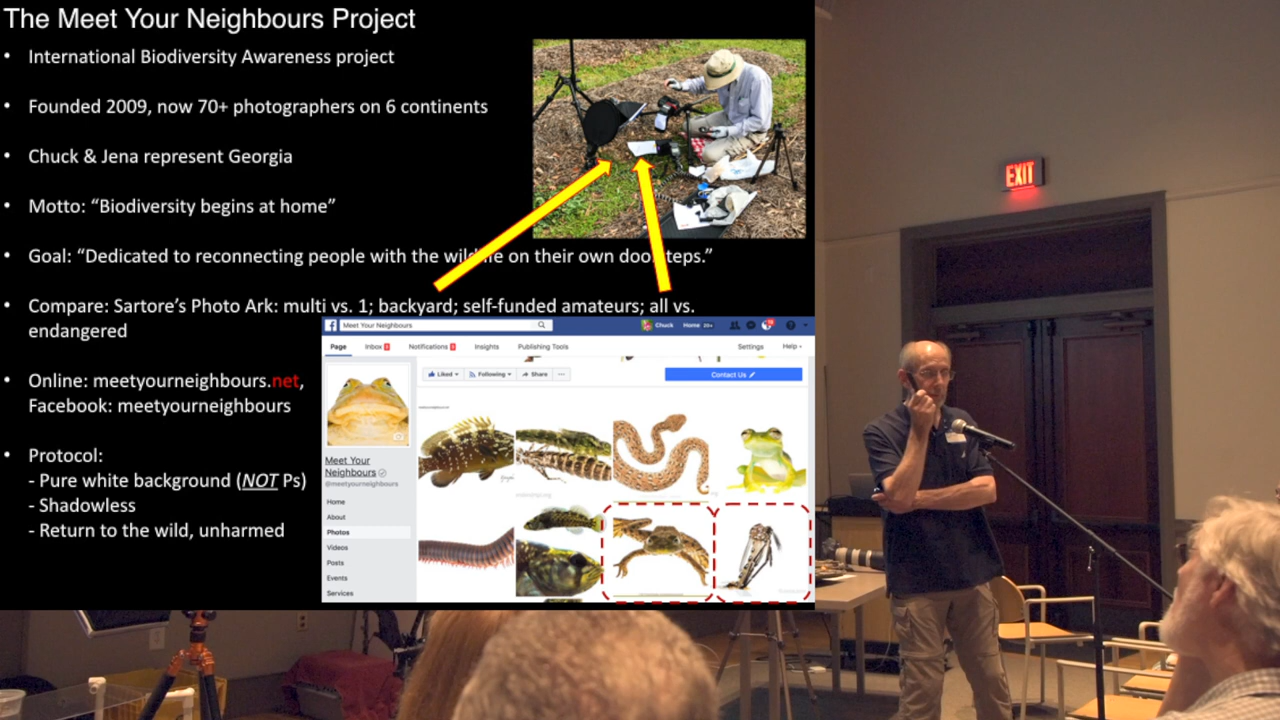 The Meet Your Neighbours Project
• International Biodiversity Awareness project
• Founded 2009, now 70+ photographers on 6 continents
• Chuck & Jena represent Georgia
• Motto: “Biodiversity begins at home”
• Goal: “Dedicated to reconnecting people with the wildlife on their own doorsteps.”
• Compare: Sartore’s Photo Ark: multi vs. 1; backyard; self-funded amateurs; all vs.
endangered
• Online: meetyourneighbours.net,
Facebook: meetyourneighbours
• Protocol:
- Pure white background (NOT Ps)
- Shadowless
- Return to the wild, unharmed
Meet Your Neighbours
Chuck Home 20+
Page Inbox Notifications Insights Publishing Tools Settings Help
Liked Following Share ...
Contact Us
Meet Your
Neighbours
@meetyourneighbours
Home
About
Photos
Videos
Posts
Events
Services
EXIT